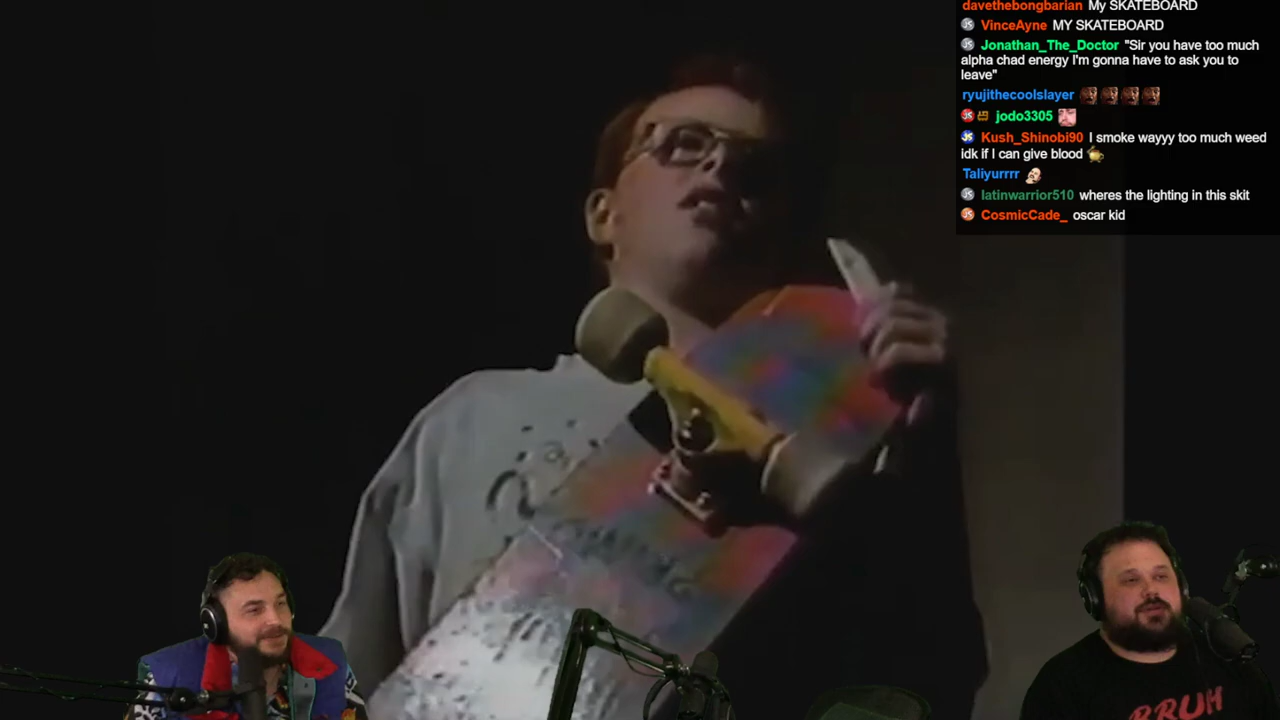 davethebongbarian My SKATEBOARD
VinceAyne MY SKATEBOARD
Jonathan_The_Doctor "Sir you have too much
alpha chad energy I'm gonna have to ask you to
leave"
ryujithecoolslayer
jodo3305
Kush_Shinobi90 I smoke wayyy too much weed
idk if I can give blood
Taliyurrrr
latinwarrior510 wheres the lighting in this skit
CosmicCade_ oscar kid
BRUH